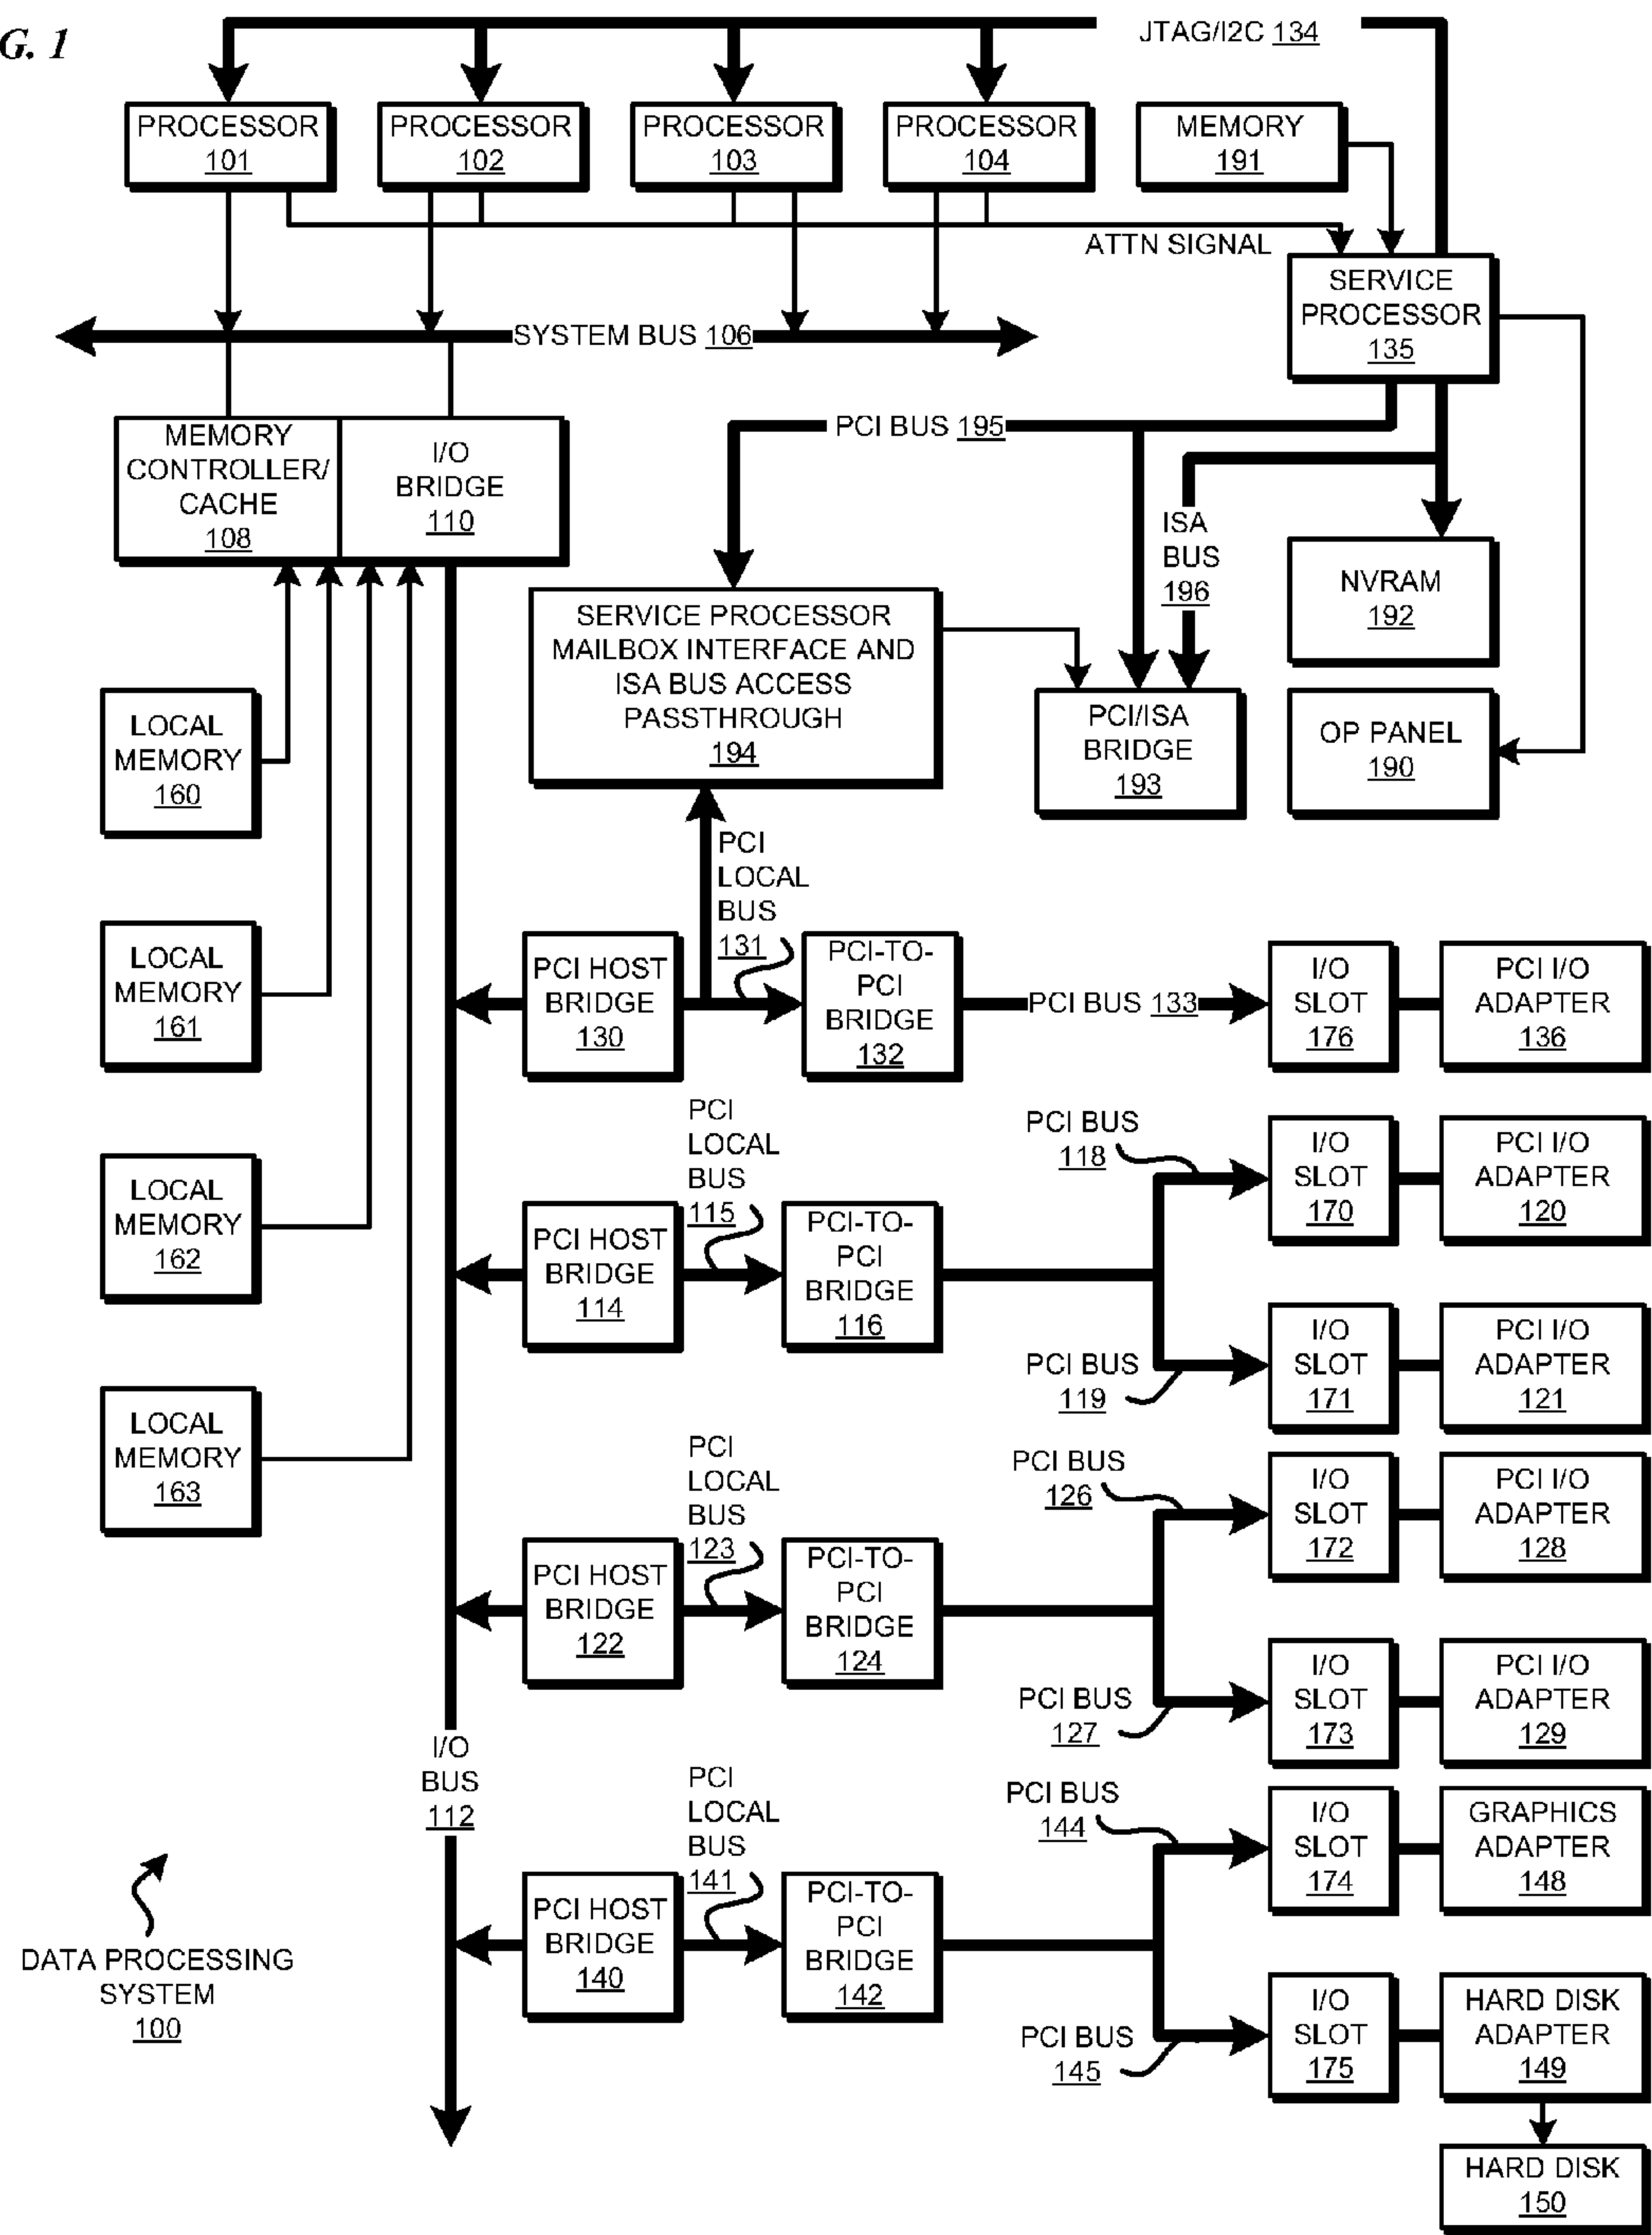 G. 1
JTAG/I2C 134
PROCESSOR
101
PROCESSOR
102
PROCESSOR
103
PROCESSOR
104
MEMORY
191
ATTN SIGNAL
SERVICE
PROCESSOR
135
SYSTEM BUS 106
MEMORY
CONTROLLER/
CACHE
108
I/O
BRIDGE
110
PCI BUS 195
ISA
BUS
196
NVRAM
192
SERVICE PROCESSOR
MAILBOX INTERFACE AND
ISA BUS ACCESS
PASSTHROUGH
194
PCI/ISA
BRIDGE
193
OP PANEL
190
LOCAL
MEMORY
160
LOCAL
MEMORY
161
LOCAL
MEMORY
162
LOCAL
MEMORY
163
PCI HOST
BRIDGE
130
PCI
LOCAL
BUS
131
PCI-TO-
PCI
BRIDGE
132
PCI BUS 133
I/O
SLOT
176
PCI I/O
ADAPTER
136
PCI HOST
BRIDGE
114
PCI
LOCAL
BUS
115
PCI-TO-
PCI
BRIDGE
116
PCI BUS
118
I/O
SLOT
170
PCI I/O
ADAPTER
120
PCI BUS
119
I/O
SLOT
171
PCI I/O
ADAPTER
121
PCI HOST
BRIDGE
122
PCI
LOCAL
BUS
123
PCI-TO-
PCI
BRIDGE
124
PCI BUS
126
I/O
SLOT
172
PCI I/O
ADAPTER
128
PCI BUS
127
I/O
SLOT
173
PCI I/O
ADAPTER
129
I/O
BUS
112
PCI HOST
BRIDGE
140
PCI
LOCAL
BUS
141
PCI-TO-
PCI
BRIDGE
142
PCI BUS
144
I/O
SLOT
174
GRAPHICS
ADAPTER
148
PCI BUS
145
I/O
SLOT
175
HARD DISK
ADAPTER
149
HARD DISK
150
DATA PROCESSING
SYSTEM
100